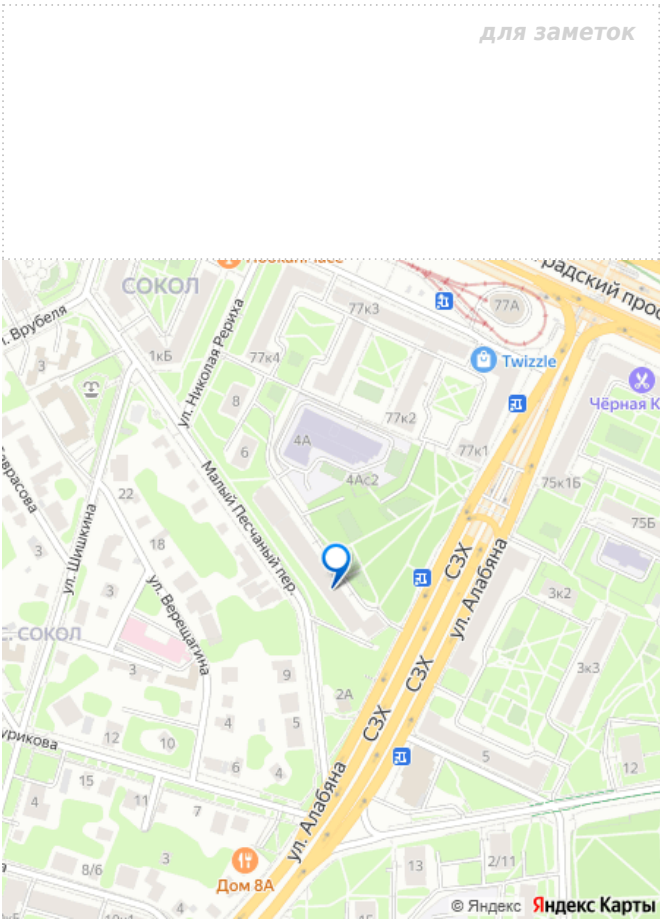 для заметок
СОКОЛ
77к3
77А
радский прос
Врубеля
3
1кБ
ул. Николая Рериха
77к4
Twizzle
8
Чёрная К
77к2
4А
6
77к1
4Ас2
75к1Б
22
Малый Песчаный пер.
75Б
ул. Шишкина
18
3
3
СЗХ
ул. Алабяна
3к2
ул. Верещагина
СОКОЛ
3
9
3к3
2А
СЗХ
4
5
СЗХ
урикова
12
10
5
6
4
12
15
11
4
7
ул. Алабяна
3
2/11
8/6
13
Дом 8А
© Яндекс Яндекс Карты